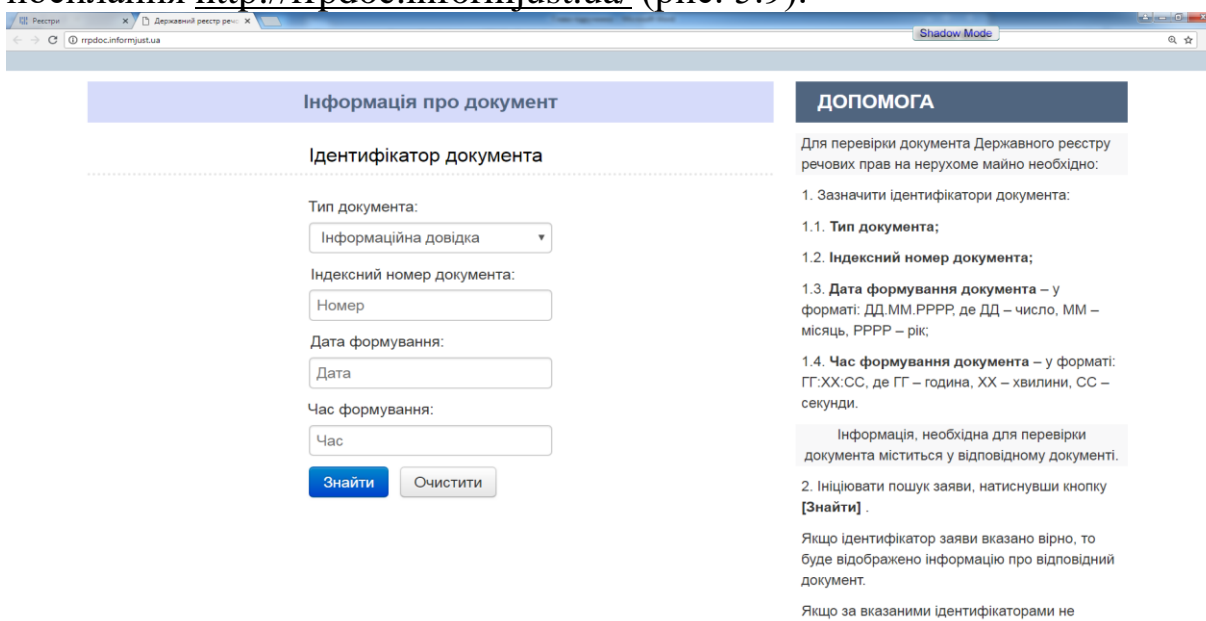 посилання http://rrpdoc.informjust.ua/ (рис. 5.9).
Реєстри
Державний реєстр речо
Shadow Mode
rrpdoc.informjust.ua
Інформація про документ
Ідентифікатор документа
Тип документа:
Інформаційна довідка
Індексний номер документа:
Номер
Дата формування:
Дата
Час формування:
Час
Знайти
Очистити
ДОПОМОГА
Для перевірки документа Державного реєстру
речових прав на нерухоме майно необхідно:
1. Зазначити ідентифікатори документа:
1.1. Тип документа;
1.2. Індексний номер документа;
1.3. Дата формування документа – у
форматі: ДД.ММ.РРРР, де ДД – число, ММ –
місяць, РРРР – рік;
1.4. Час формування документа – у форматі:
ГГ:ХХ:СС, де ГГ – година, ХХ – хвилини, СС –
секунди.
Інформація, необхідна для перевірки
документа міститься у відповідному документі.
2. Ініціювати пошук заяви, натиснувши кнопку
[Знайти] .
Якщо ідентифікатор заяви вказано вірно, то
буде відображено інформацію про відповідний
документ.
Якщо за вказаними ідентифікаторами не